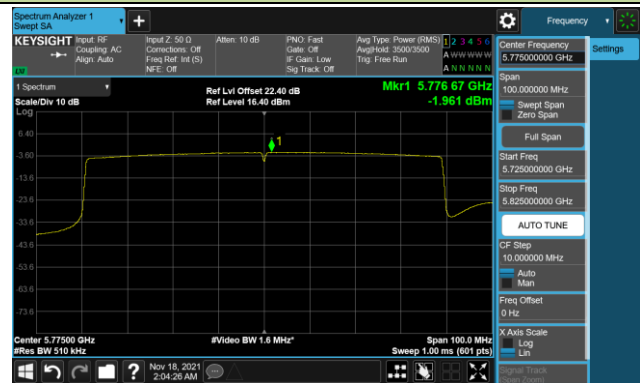 Spectrum Analyzer 1
Swept SA
Frequency
KEYSIGHT
Input: RF
Coupling: AC
Align: Auto
Input Z: 50 Ω
Corrections: Off
Freq Ref: Int (S)
NFE: Off
Atten: 10 dB
PNO: Fast
Gate: Off
IF Gain: Low
Sig Track: Off
Avg Type: Power (RMS)
Avg|Hold: 3500/3500
Trig: Free Run
1 2 3 4 5 6
A W W W W W
A N N N N N
LXI
1 Spectrum
Scale/Div 10 dB
Log
Ref Lvl Offset 22.40 dB
Ref Level 16.40 dBm
Mkr1 5.776 67 GHz
-1.961 dBm
1
6.40
-3.60
-13.6
-23.6
-33.6
-43.6
-53.6
-63.6
-73.6
Center 5.77500 GHz
#Res BW 510 kHz
#Video BW 1.6 MHz*
Span 100.0 MHz
Sweep 1.00 ms (601 pts)
Nov 18, 2021
2:04:26 AM
Center Frequency
5.775000000 GHz
Settings
Span
100.000000 MHz
Swept Span
Zero Span
Full Span
Start Freq
5.725000000 GHz
Stop Freq
5.825000000 GHz
AUTO TUNE
CF Step
10.000000 MHz
Auto
Man
Freq Offset
0 Hz
X Axis Scale
Log
Lin
Signal Track
(Span Zoom)